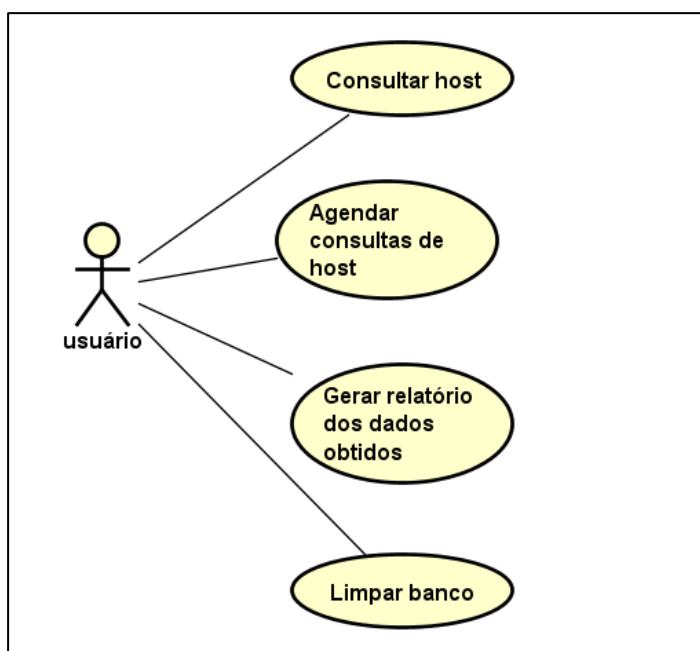 Consultar host
Agendar
consultas de
host
usuário
Gerar relatório
dos dados
obtidos
Limpar banco